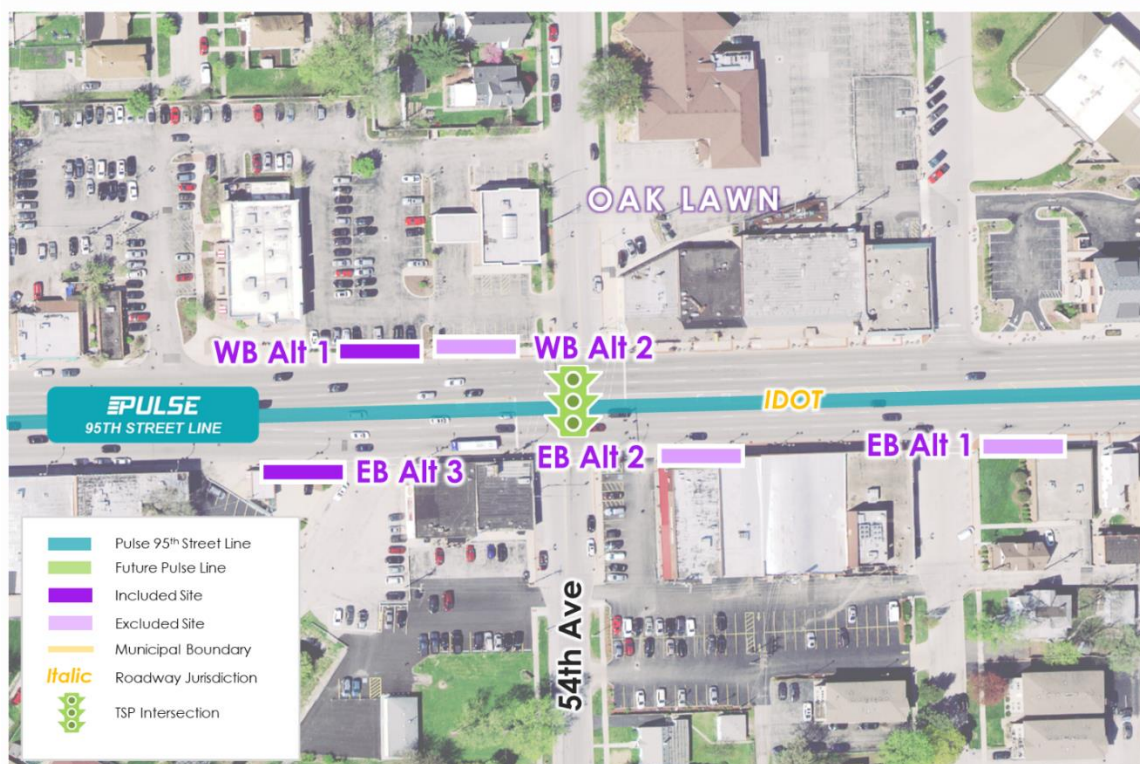 OAK LAWN
WB Alt 1
WB Alt 2
PULSE
95TH STREET LINE
IDOT
EB Alt 3
EB Alt 2
EB Alt 1
54th Ave
Pulse 95th Street Line
Future Pulse Line
Included Site
Excluded Site
Municipal Boundary
Italic Roadway Jurisdiction
TSP Intersection